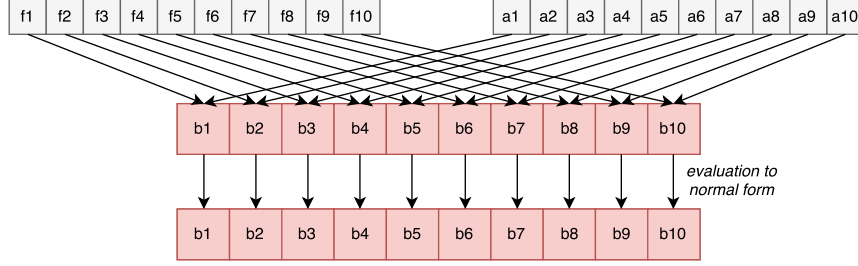 f1 f2 f3 f4 f5 f6 f7 f8 f9 f10 a1 a2 a3 a4 a5 a6 a7 a8 a9 a10
b1 b2 b3 b4 b5 b6 b7 b8 b9 b10
evaluation to
normal form
b1 b2 b3 b4 b5 b6 b7 b8 b9 b10